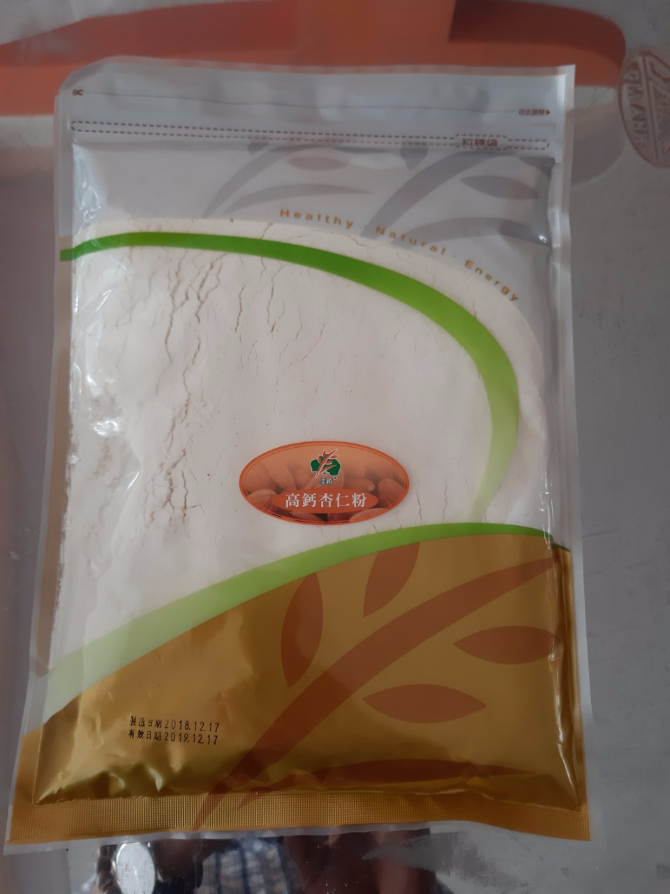 Healthy · Natural · Energy
高鈣杏仁粉
製造日期 2018.12.17
有效日期 2019.12.17